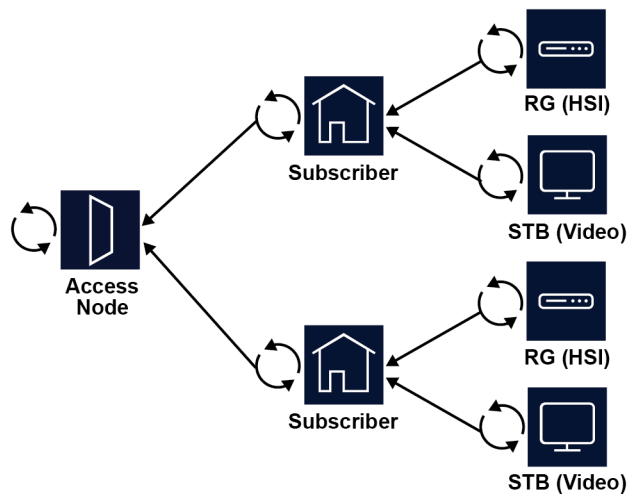 RG (HSI)
Subscriber
STB (Video)
Access
Node
RG (HSI)
Subscriber
STB (Video)